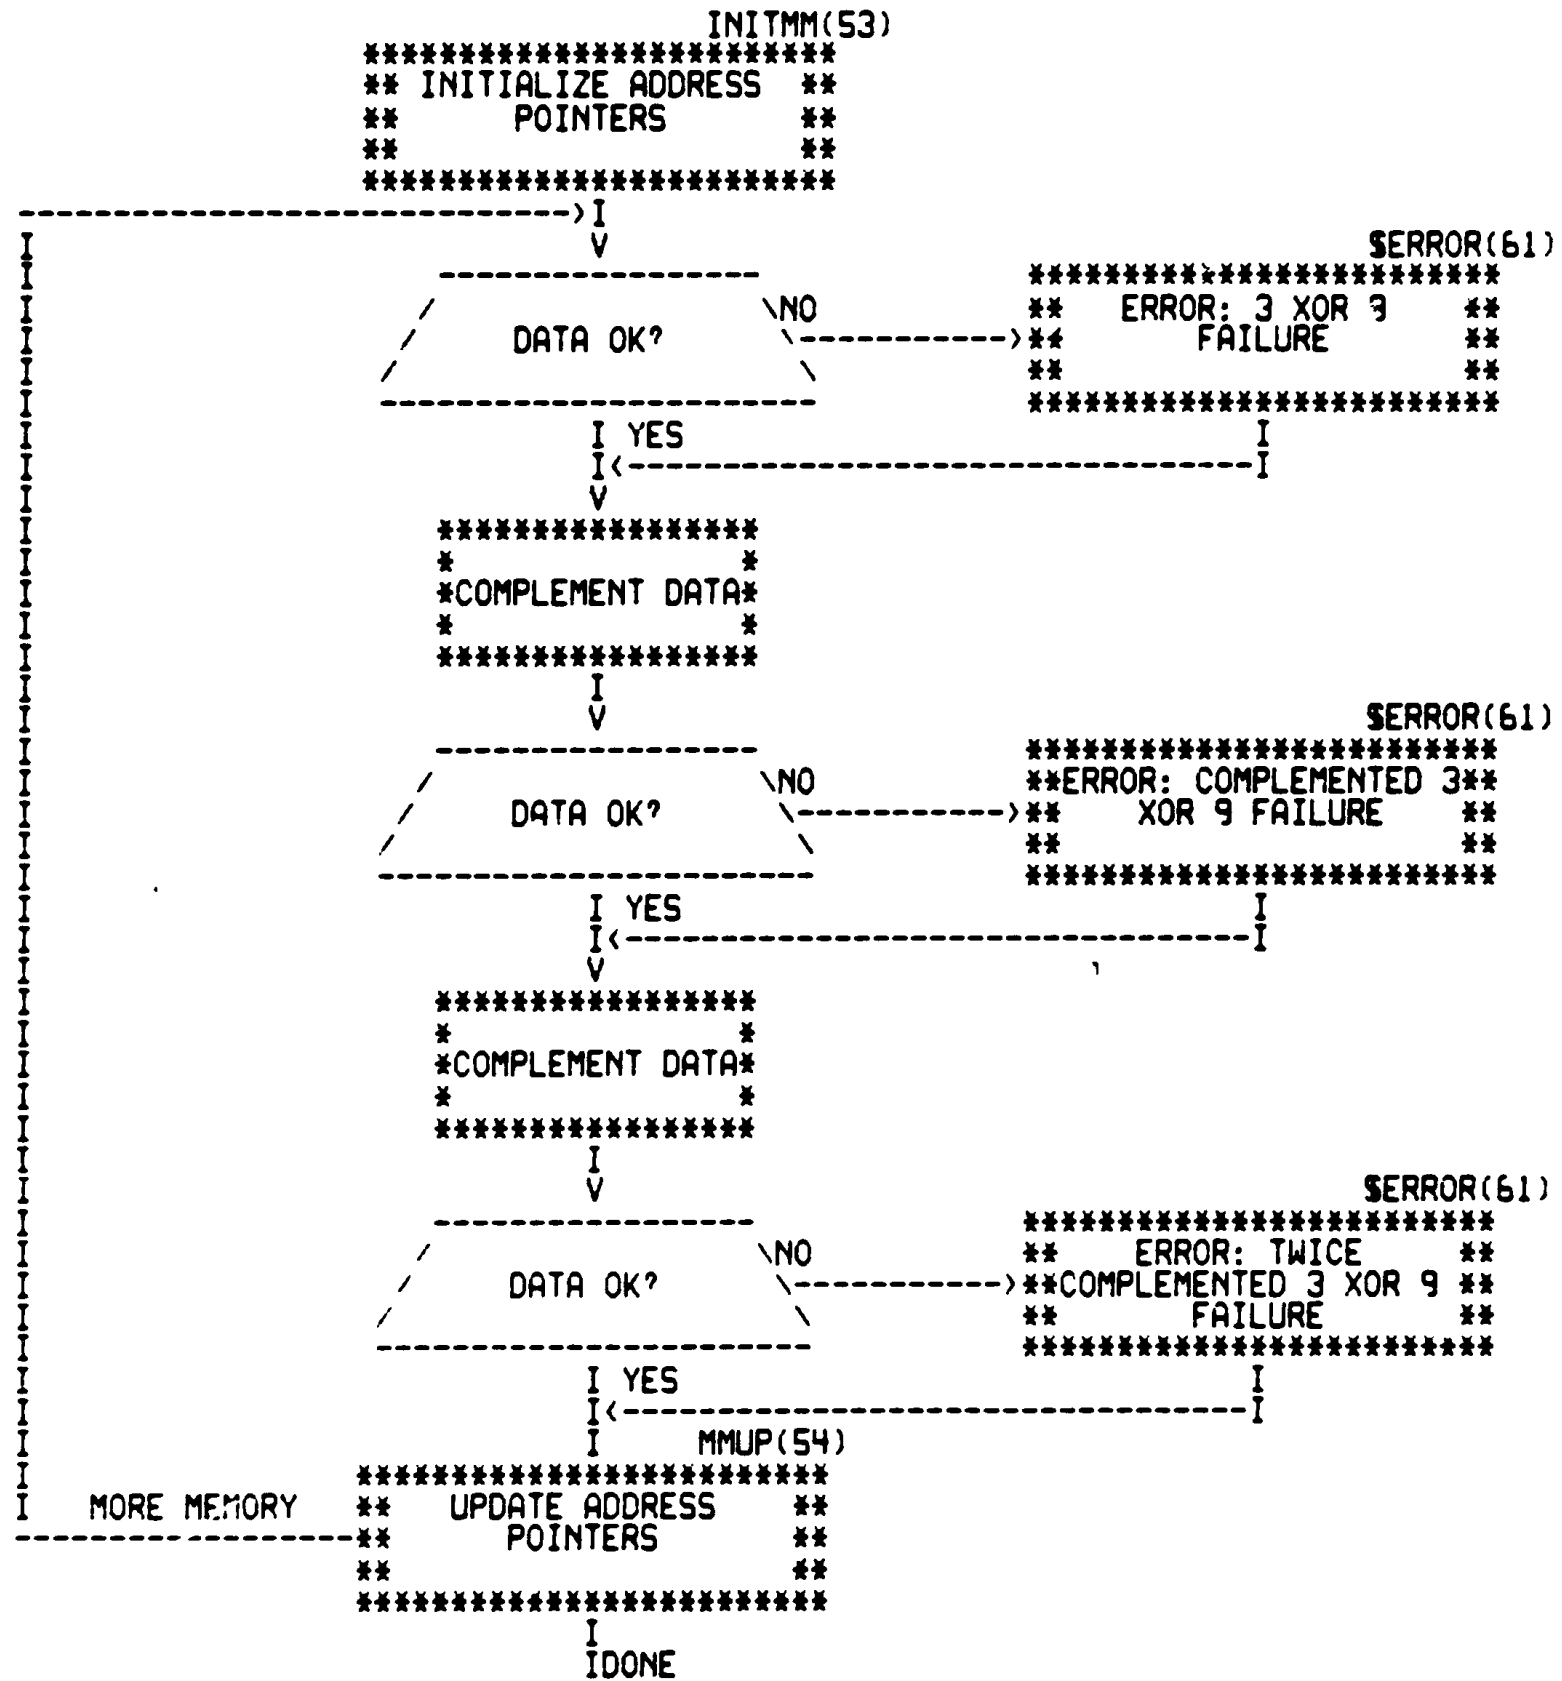 INITMM(53)
INITIALIZE ADDRESS
POINTERS
$ERROR(61)
NO
ERROR: 3 XOR 9
DATA OK?
FAILURE
YES
COMPLEMENT DATA
$ERROR(61)
NO
ERROR: COMPLEMENTED 3
DATA OK?
XOR 9 FAILURE
YES
COMPLEMENT DATA
$ERROR(61)
NO
ERROR: TWICE
DATA OK?
COMPLEMENTED 3 XOR 9
FAILURE
YES
MMUP(54)
MORE MEMORY
UPDATE ADDRESS
POINTERS
DONE